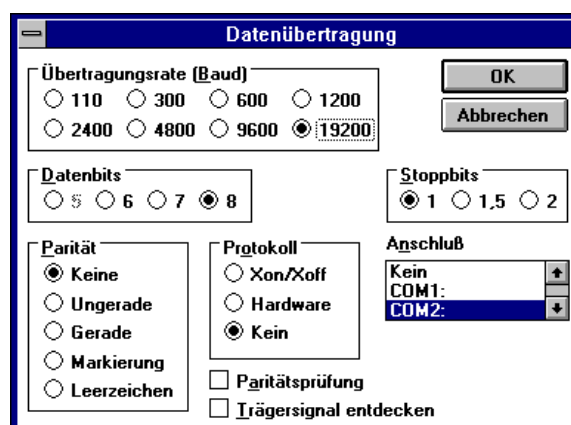 Datenübertragung
Übertragungsrate (Baud)
110 300 600 1200
2400 4800 9600 19200
OK
Abbrechen
Datenbits
5 6 7 8
Stoppbits
1 1,5 2
Parität
Keine
Ungerade
Gerade
Markierung
Leerzeichen
Protokoll
Xon/Xoff
Hardware
Kein
Anschluß
Kein
COM1:
COM2:
Paritätsprüfung
Trägersignal entdecken